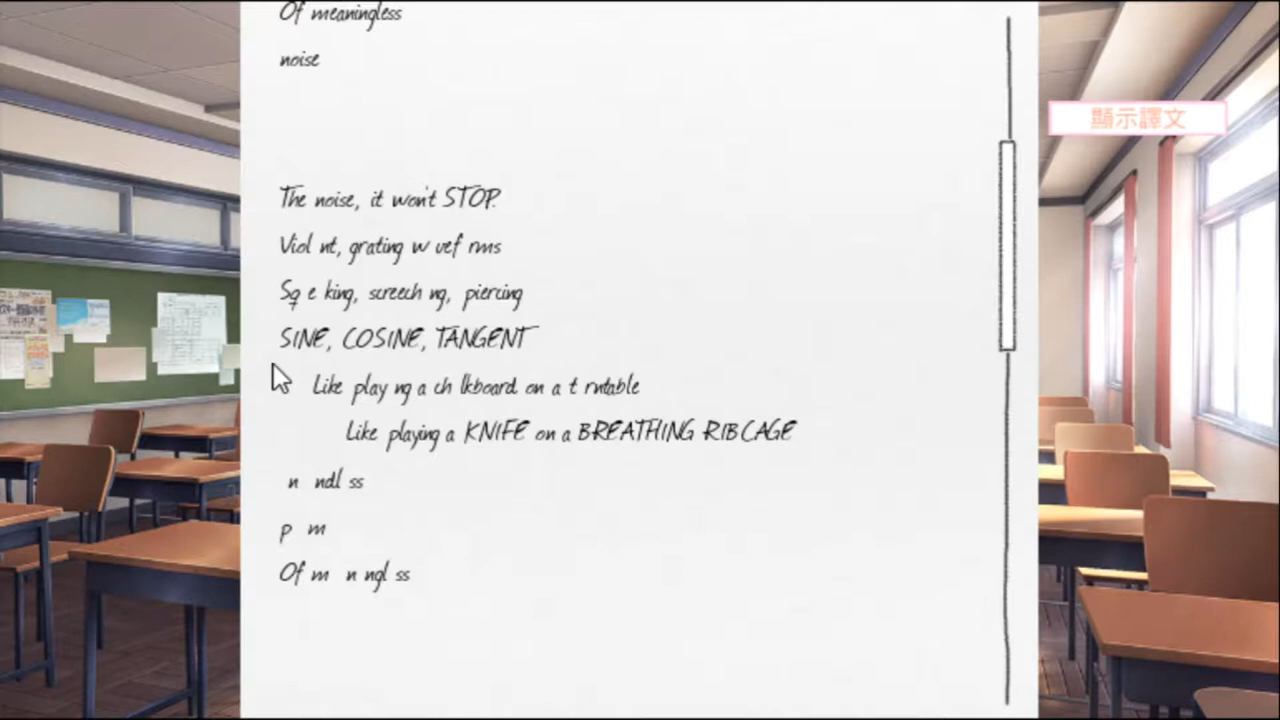 Of meaningless
noise
顯示譯文
The noise, it won't STOP.
Viol nt, grating w vef rms
Sq e king, screech ng, piercing
SINE, COSINE, TANGENT
Like play ng a ch lkboard on a t rntable
Like playing a KNIFE on a BREATHING RIBCAGE
n ndl ss
p m
Of m n ngl ss